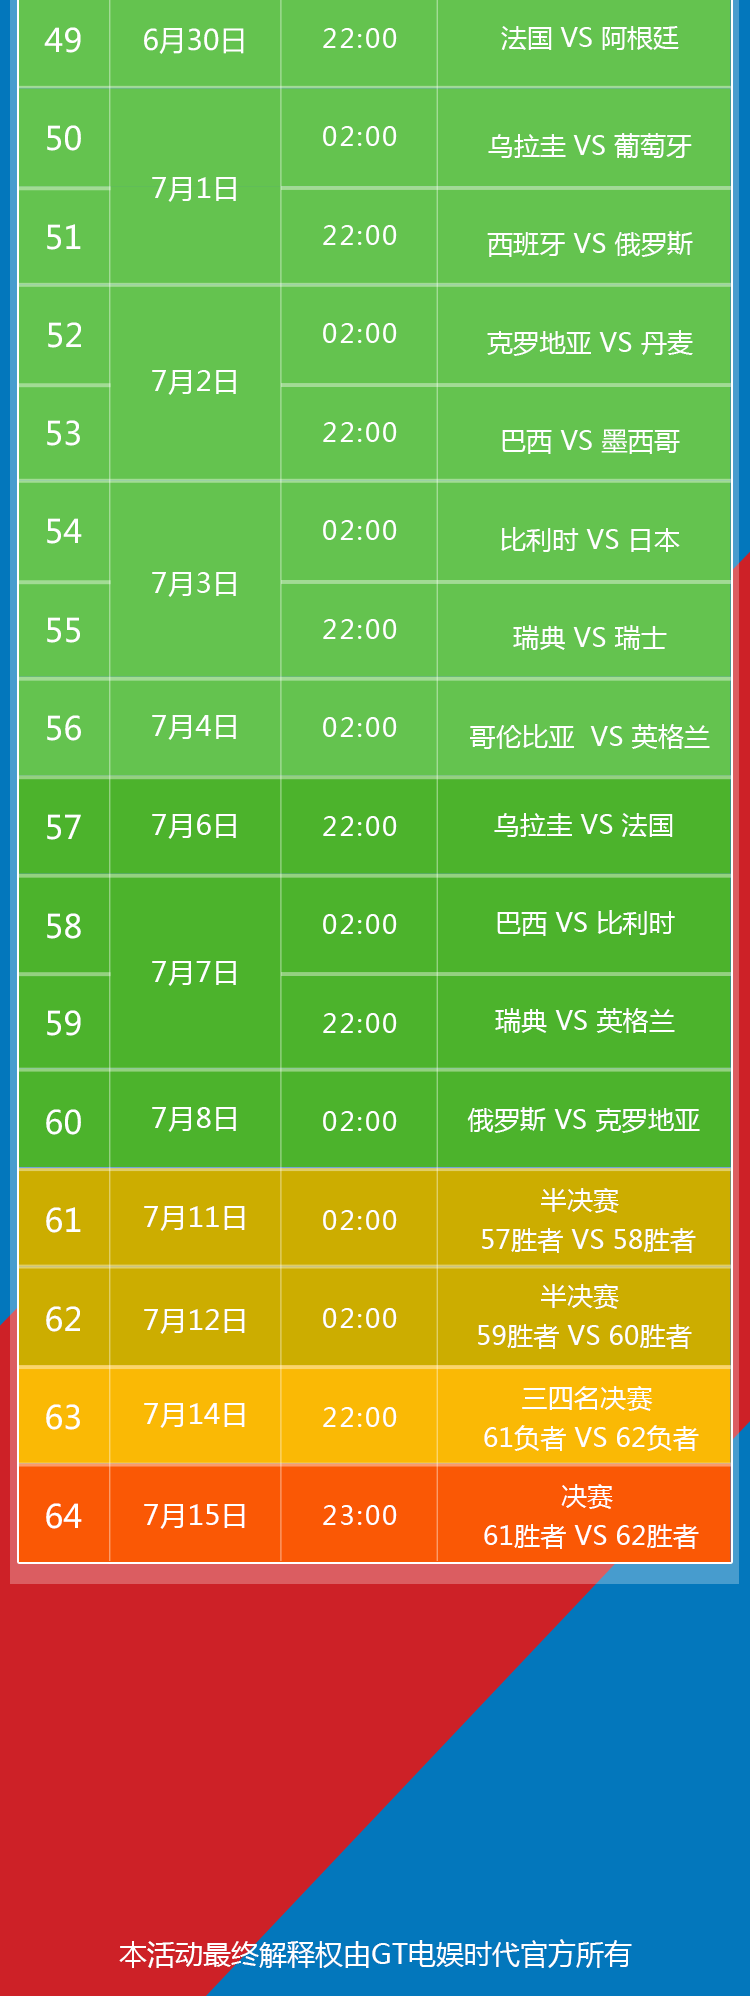 49 6月30日 22:00 法国 VS 阿根廷
50 7月1日 02:00 乌拉圭 VS 葡萄牙
51 22:00 西班牙 VS 俄罗斯
52 7月2日 02:00 克罗地亚 VS 丹麦
53 22:00 巴西 VS 墨西哥
54 7月3日 02:00 比利时 VS 日本
55 22:00 瑞典 VS 瑞士
56 7月4日 02:00 哥伦比亚 VS 英格兰
57 7月6日 22:00 乌拉圭 VS 法国
58 7月7日 02:00 巴西 VS 比利时
59 22:00 瑞典 VS 英格兰
60 7月8日 02:00 俄罗斯 VS 克罗地亚
61 7月11日 02:00 半决赛
57胜者 VS 58胜者
62 7月12日 02:00 半决赛
59胜者 VS 60胜者
63 7月14日 22:00 三四名决赛
61负者 VS 62负者
64 7月15日 23:00 决赛
61胜者 VS 62胜者
本活动最终解释权由GT电娱时代官方所有